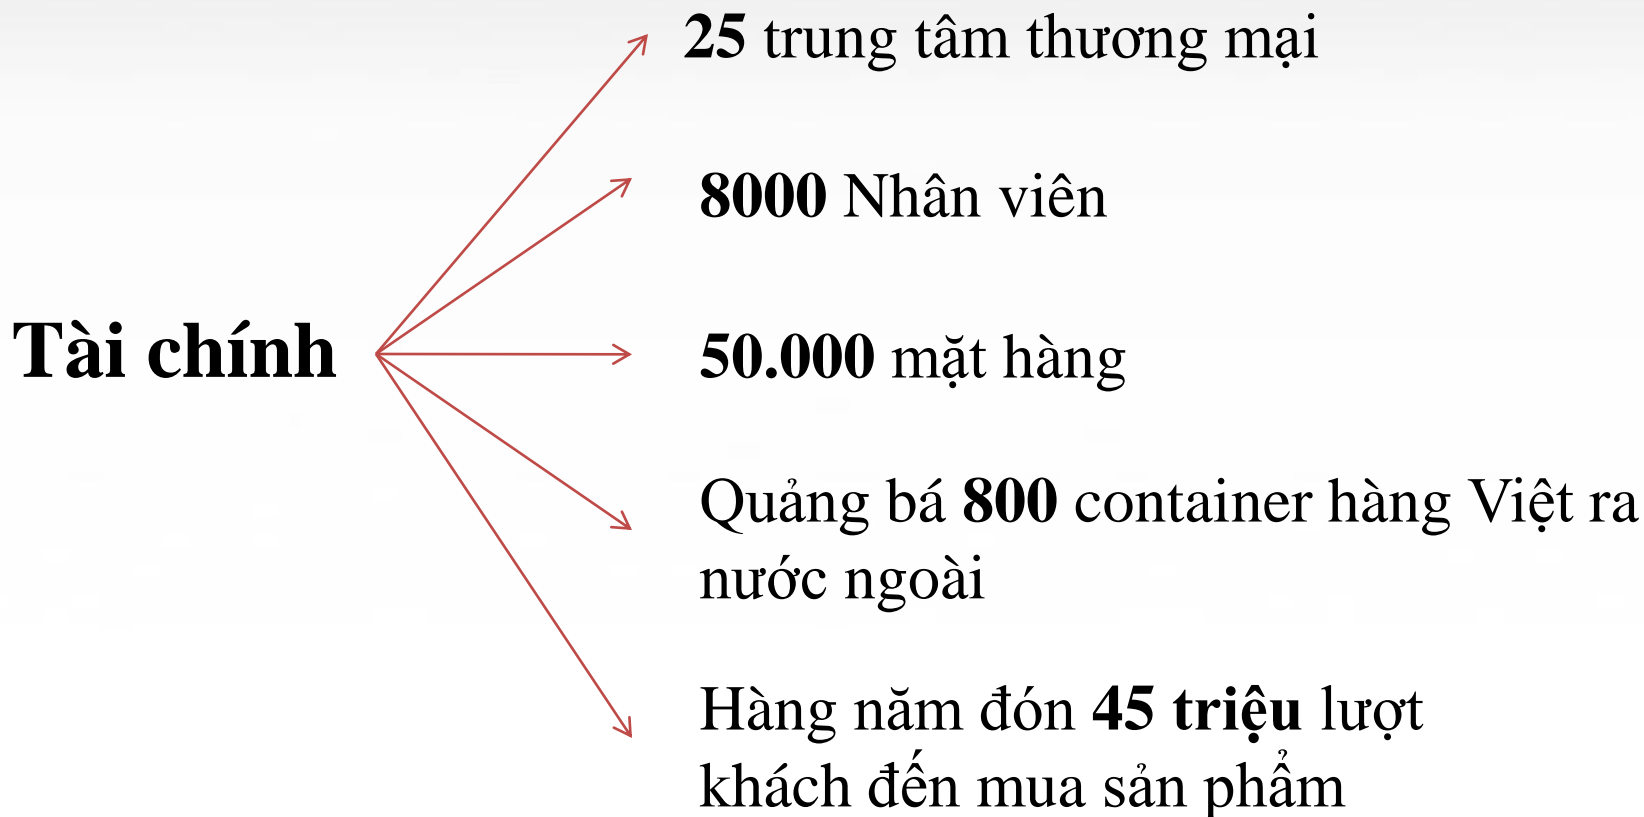 25 trung tâm thương mại
8000 Nhân viên
Tài chính
50.000 mặt hàng
Quảng bá 800 container hàng Việt ra
nước ngoài
Hàng năm đón 45 triệu lượt
khách đến mua sản phẩm